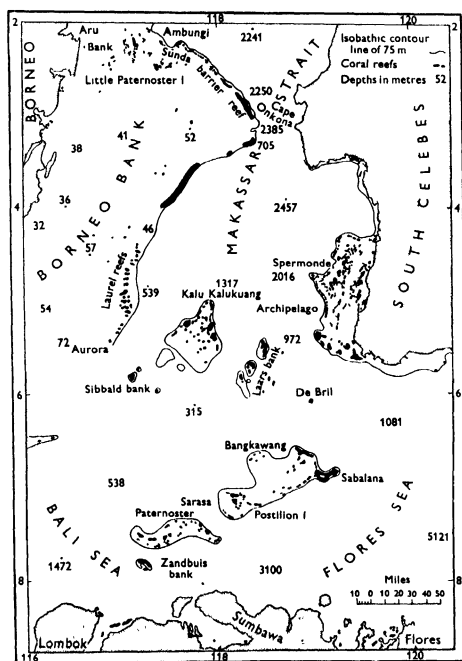 118
120
2
2
Aru
Bank
Ambungi
2241
Isobathic contour
line of 75 m
Coral reefs
Depths in metres 52
BORNEO
Little Paternoster I
Sunda barrier reef
2250
Cape
Onkona
STRAIT
2385
705
41
52
38
MAKASSAR
SOUTH CELEBES
BORNEO BANK
36
2457
4
4
32
46
57
Spermonde
2016
Laurel reefs
539
1317
Kalu Kalukuang
Archipelago
54
72
Aurora
972
Laars bank
Sibbald bank
De Bril
6
6
315
1081
Bangkawang
538
Sabalana
Sarasa
Paternoster
Postilion I
BALI SEA
FLORES SEA
5121
1472
Zandbuis
bank
3100
Miles
10 0 10 20 30 40 50
8
8
Lombok
Sumbawa
Flores
116
118
120